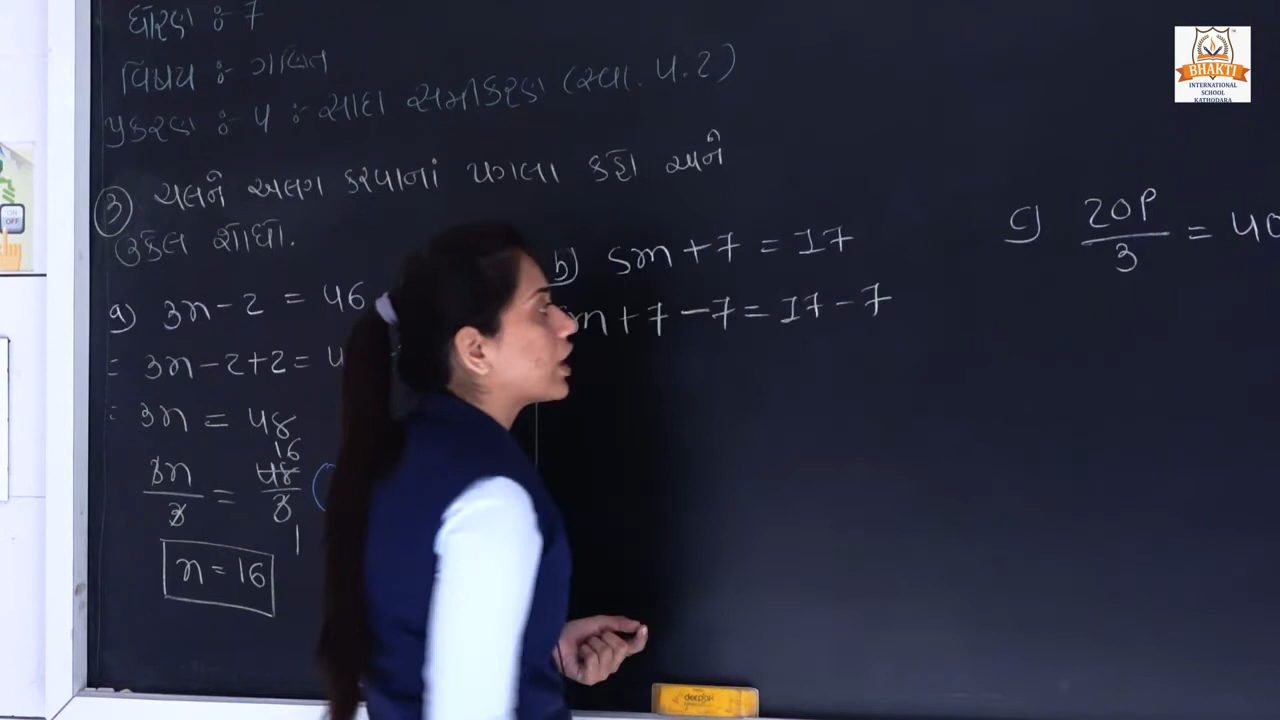 ધોરણ :- 7
વિષય :- ગણિત
પ્રકરણ :- 4 : સાદા સમીકરણ (સ્વા. 4.2)
③ ચલને અલગ કરવાનાં પગલા કહો અને
ઉકેલ શોધો.
a) 3n - 2 = 46
= 3n - 2 + 2 = 4
= 3n = 48
3n/3 = 48/3
16
1
n = 16
b) 5m + 7 = 17
m + 7 - 7 = 17 - 7
c) 20P/3 = 40
BHAKTI
INTERNATIONAL
SCHOOL
KATHODARA
ON
OFF